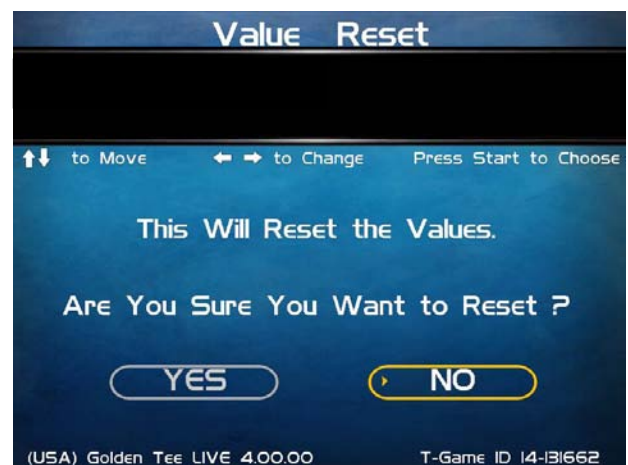 Value Reset
↑↓ to Move ← → to Change Press Start to Choose
This Will Reset the Values.
Are You Sure You Want to Reset ?
YES NO
(USA) Golden Tee LIVE 4.00.00 T-Game ID 14-131662